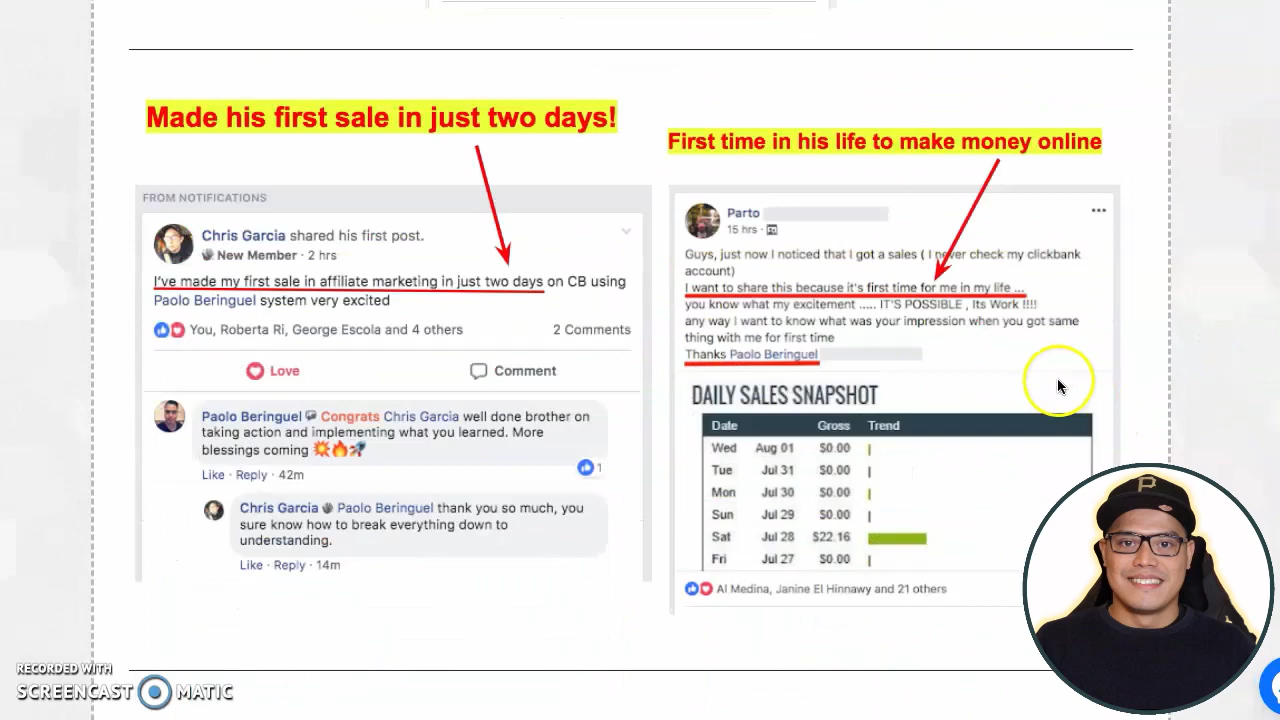 Made his first sale in just two days!
First time in his life to make money online
FROM NOTIFICATIONS
Chris Garcia shared his first post.
New Member · 2 hrs
I've made my first sale in affiliate marketing in just two days on CB using
Paolo Beringuel system very excited
You, Roberta Ri, George Escola and 4 others 2 Comments
Love Comment
Paolo Beringuel Congrats Chris Garcia well done brother on
taking action and implementing what you learned. More
blessings coming 💥🔥🚀
Like · Reply · 42m
1
Chris Garcia Paolo Beringuel thank you so much, you
sure know how to break everything down to
understanding.
Like · Reply · 14m
Parto
15 hrs ·
Guys, just now I noticed that I got a sales ( I never check my clickbank
account)
I want to share this because it's first time for me in my life ...
you know what my excitement ..... IT'S POSSIBLE , Its Work !!!!
any way I want to know what was your impression when you got same
thing with me for first time
Thanks Paolo Beringuel
DAILY SALES SNAPSHOT
Date Gross Trend
Wed Aug 01 $0.00
Tue Jul 31 $0.00
Mon Jul 30 $0.00
Sun Jul 29 $0.00
Sat Jul 28 $22.16
Fri Jul 27 $0.00
Al Medina, Janine El Hinnawy and 21 others
P
RECORDED WITH
SCREENCAST MATIC